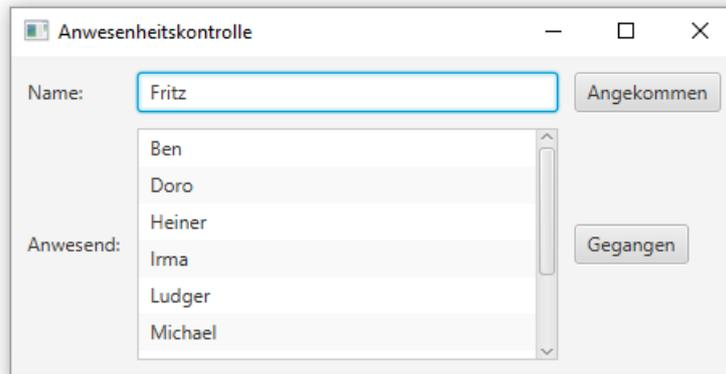 Anwesenheitskontrolle
Name: Fritz Angekommen
Ben
Doro
Heiner
Anwesend: Irma Gegangen
Ludger
Michael